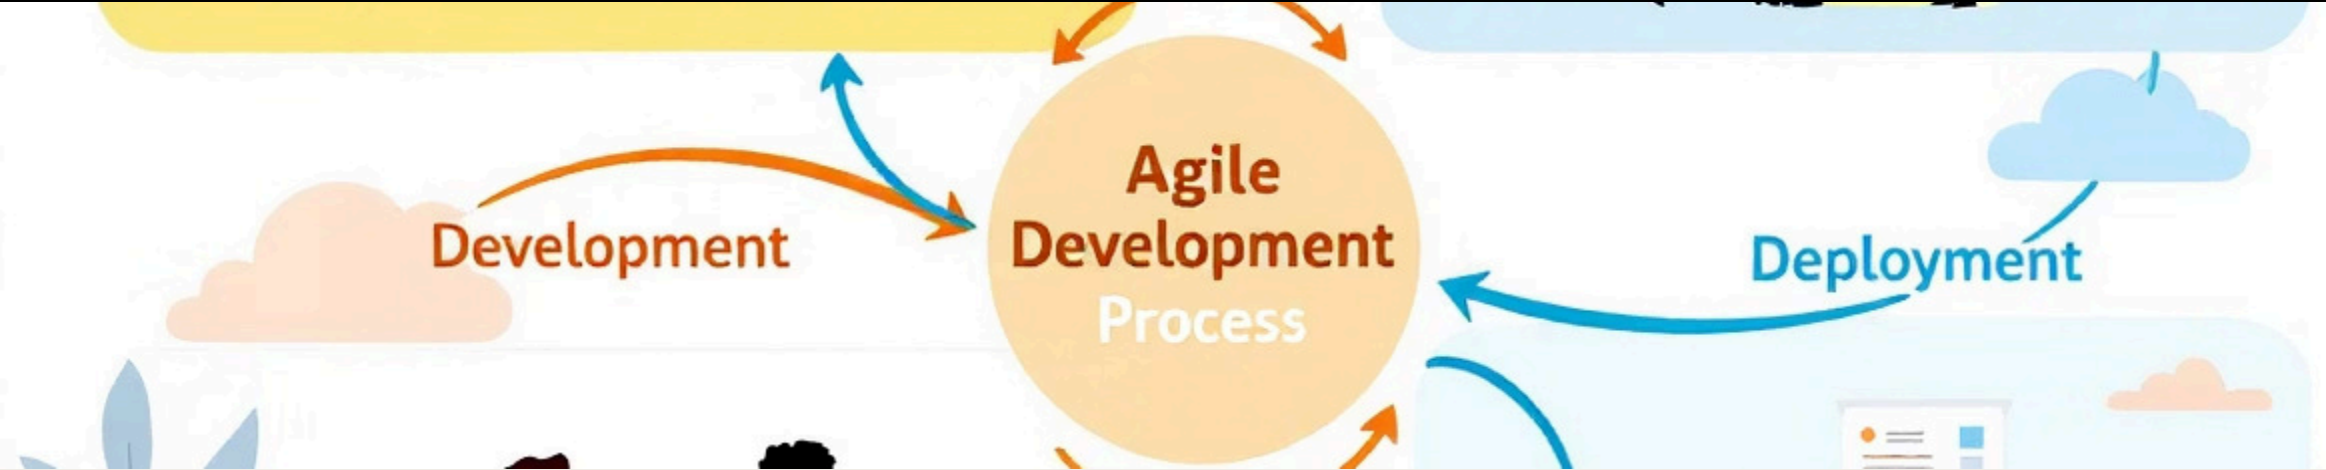 Agile
Development
Process
Development
Deployment